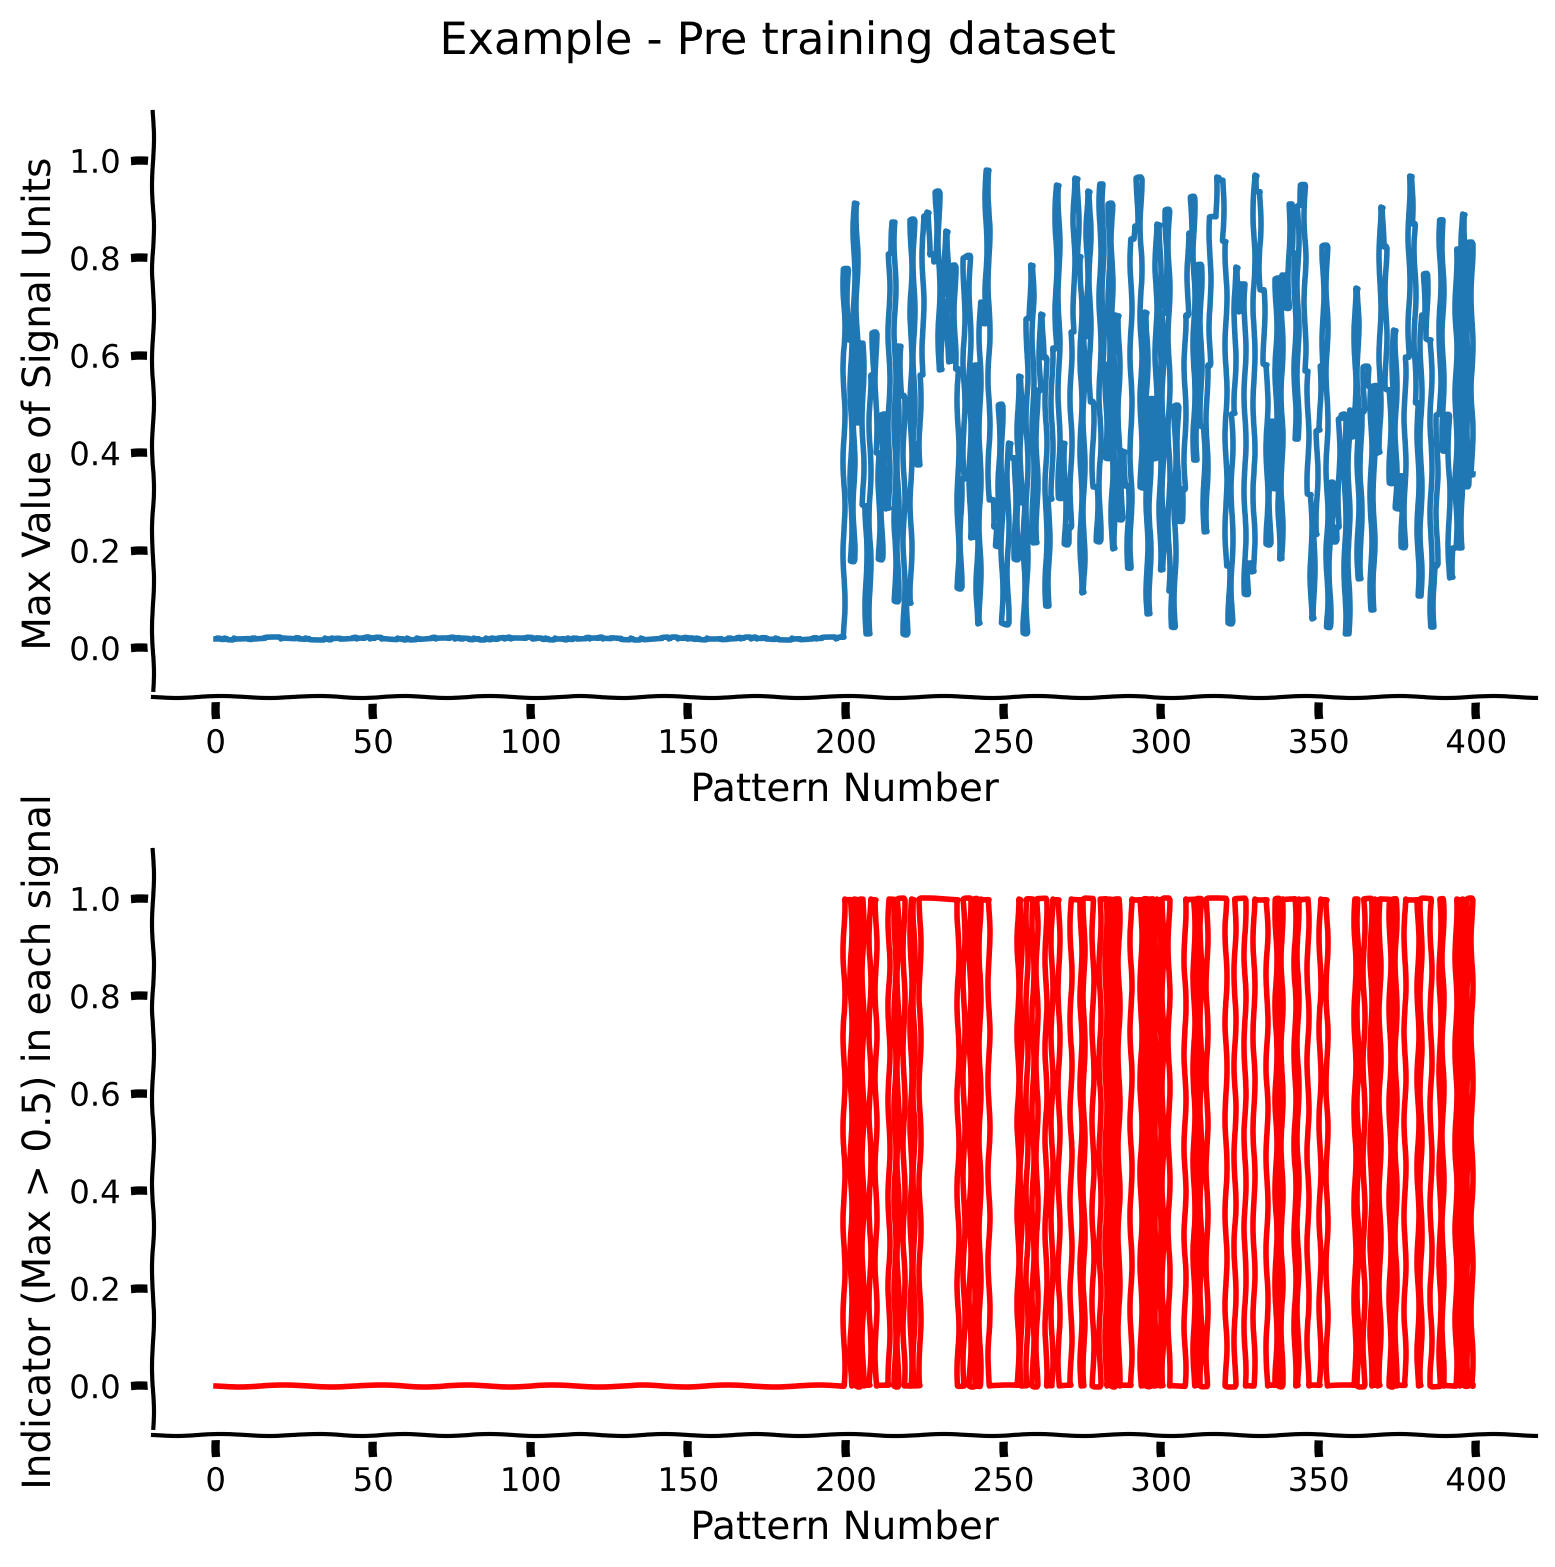 Example - Pre training dataset
Max Value of Signal Units
1.0
0.8
0.6
0.4
0.2
0.0
0 50 100 150 200 250 300 350 400
Pattern Number
Indicator (Max > 0.5) in each signal
1.0
0.8
0.6
0.4
0.2
0.0
0 50 100 150 200 250 300 350 400
Pattern Number